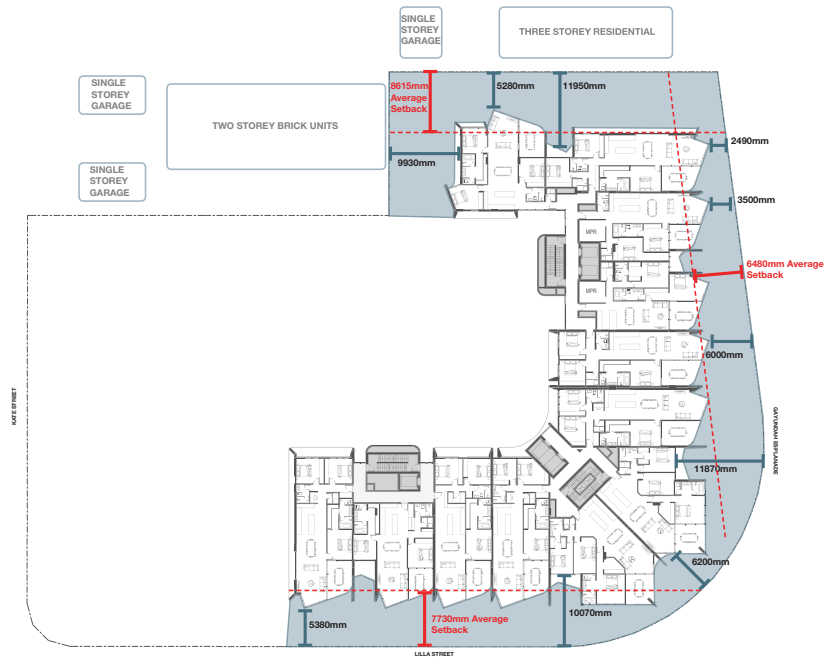 SINGLE
STOREY
GARAGE
THREE STOREY RESIDENTIAL
SINGLE
STOREY
GARAGE
TWO STOREY BRICK UNITS
SINGLE
STOREY
GARAGE
8615mm
Average
Setback
5280mm
11950mm
2490mm
9930mm
3500mm
MPR
6480mm Average
Setback
MPR
6000mm
KATE STREET
GAYUNDAH ESPLANADE
11870mm
6200mm
5380mm
7730mm Average
Setback
10070mm
LILLA STREET